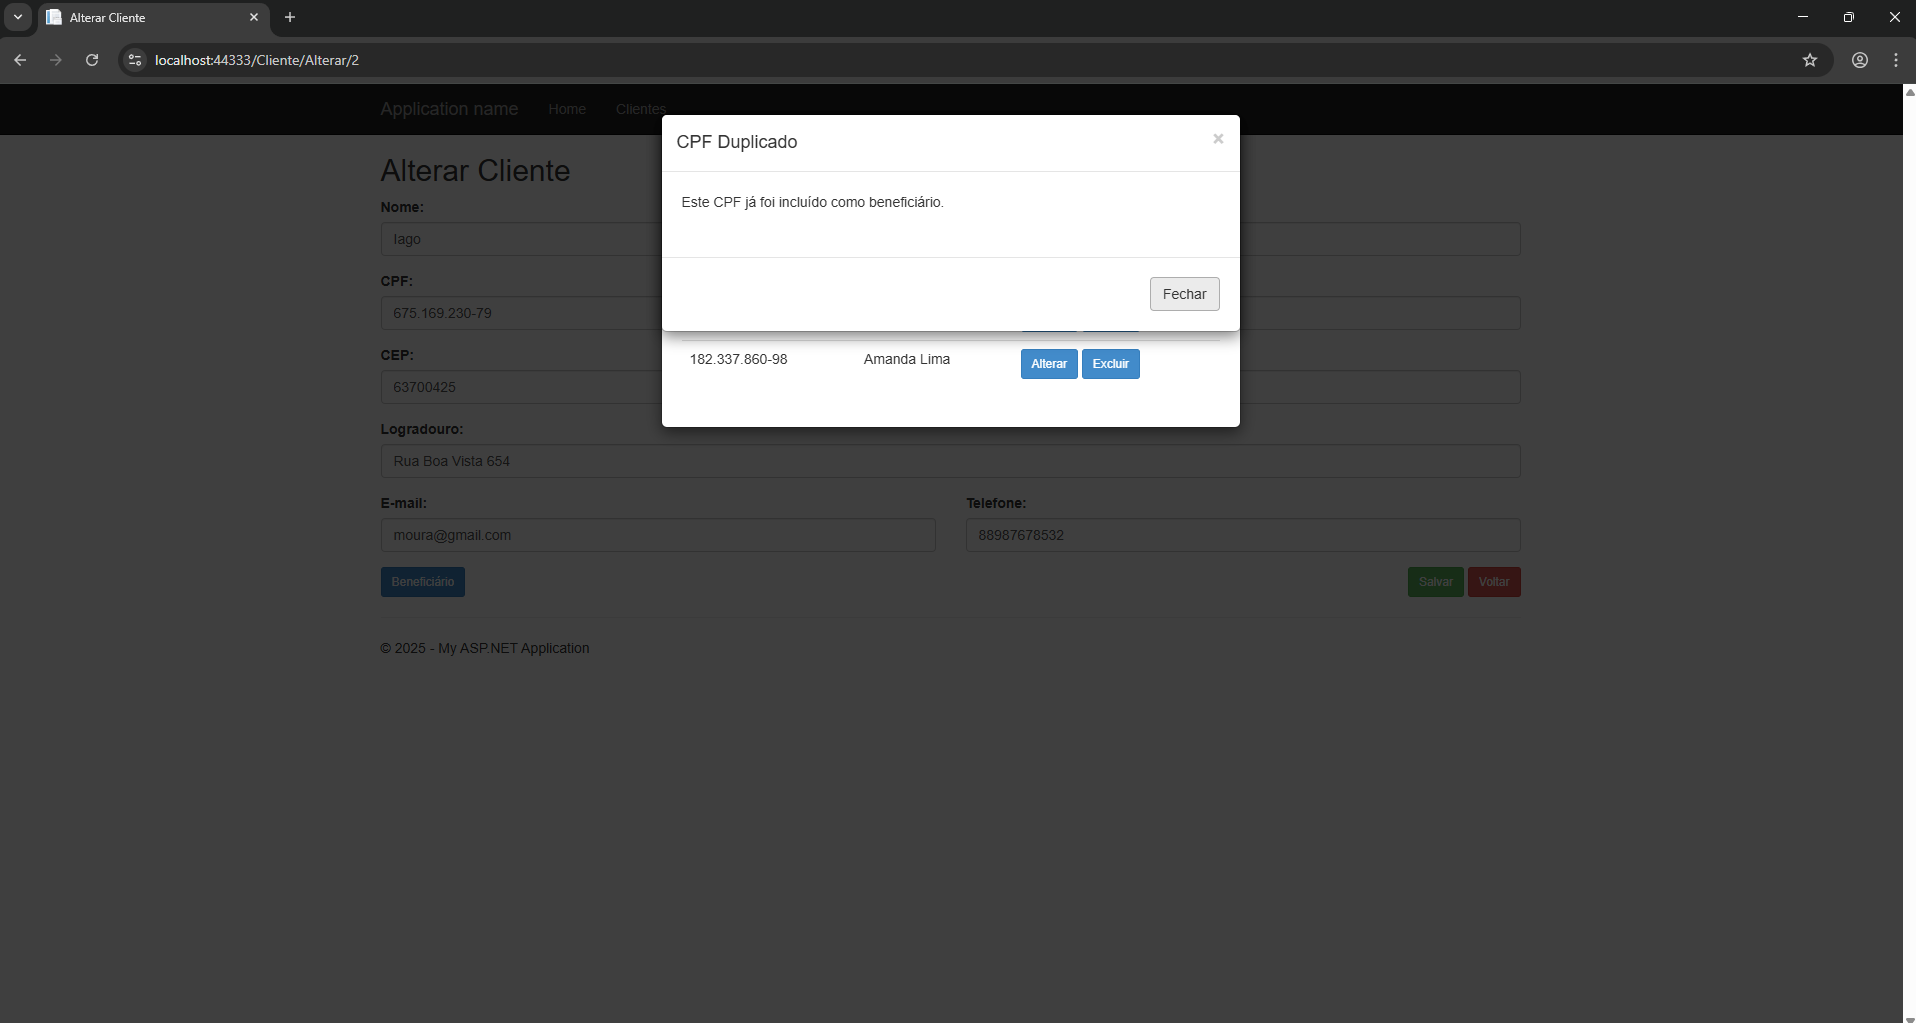 Alterar Cliente
localhost:44333/Cliente/Alterar/2
Application name Home Clientes
CPF Duplicado ×
Este CPF já foi incluído como beneficiário.
Fechar
182.337.860-98 Amanda Lima Alterar Excluir
Alterar Cliente
Nome:
Iago
CPF:
675.169.230-79
CEP:
63700425
Logradouro:
Rua Boa Vista 654
E-mail: Telefone:
moura@gmail.com 88987678532
Beneficiário Salvar Voltar
© 2025 - My ASP.NET Application